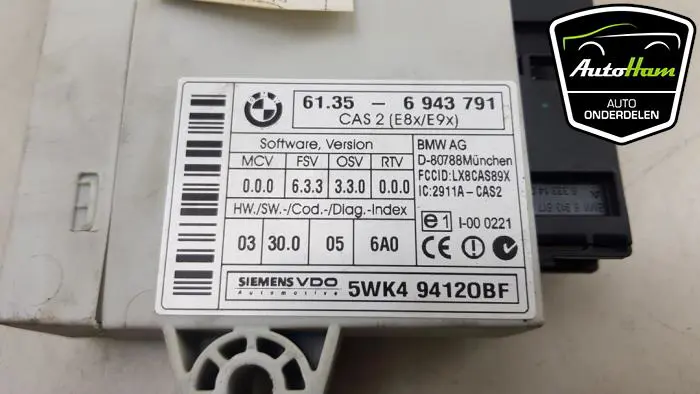 BMW
61.35 - 6 943 791
CAS 2 (E8x/E9x)
Software, Version
MCV FSV OSV RTV
0.0.0 6.3.3 3.3.0 0.0.0
HW./SW.-/Cod.-/Diag.-Index
03 30.0 05 6A0
BMW AG
D-80788München
FCCID:LX8CAS89X
IC:2911A-CAS2
e1 I-00 0221
CE
SIEMENS VDO
Automotive
5WK4 94120BF
AutoHam
AUTO
ONDERDELEN